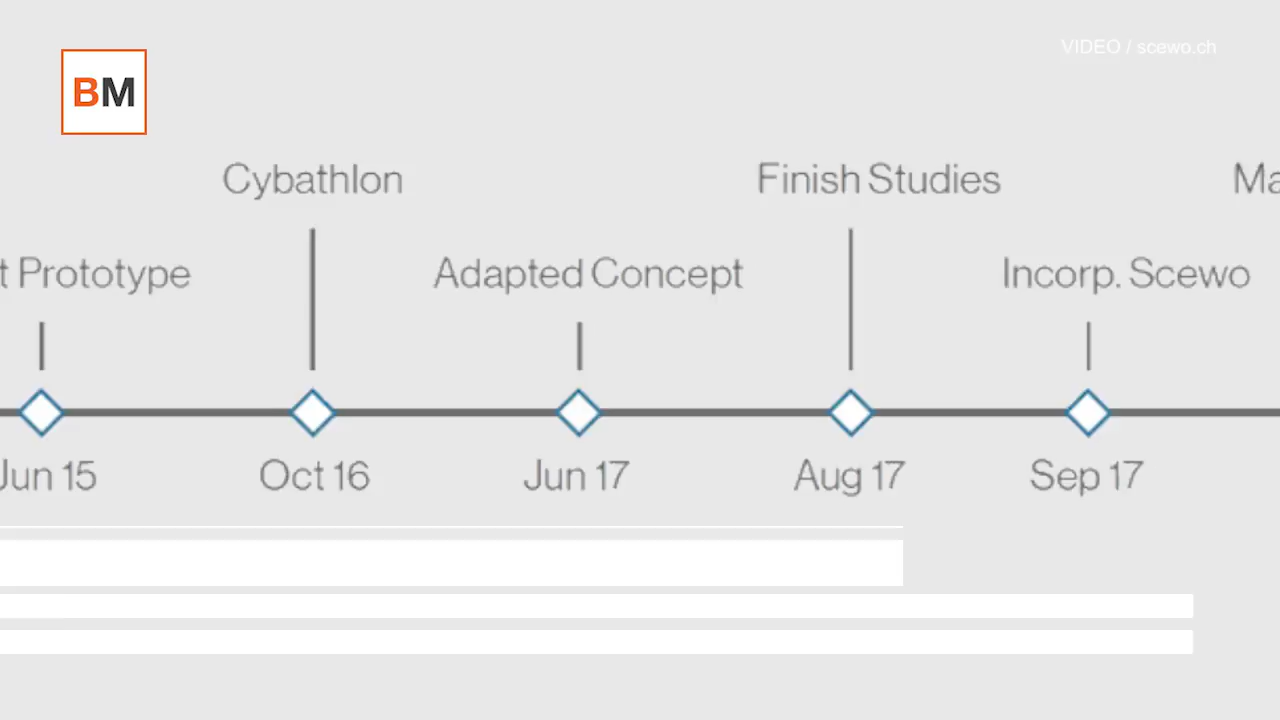 VIDEO / scewo.ch
BM
Cybathlon
Finish Studies
Prototype
Adapted Concept
Incorp. Scewo
Jun 15
Oct 16
Jun 17
Aug 17
Sep 17